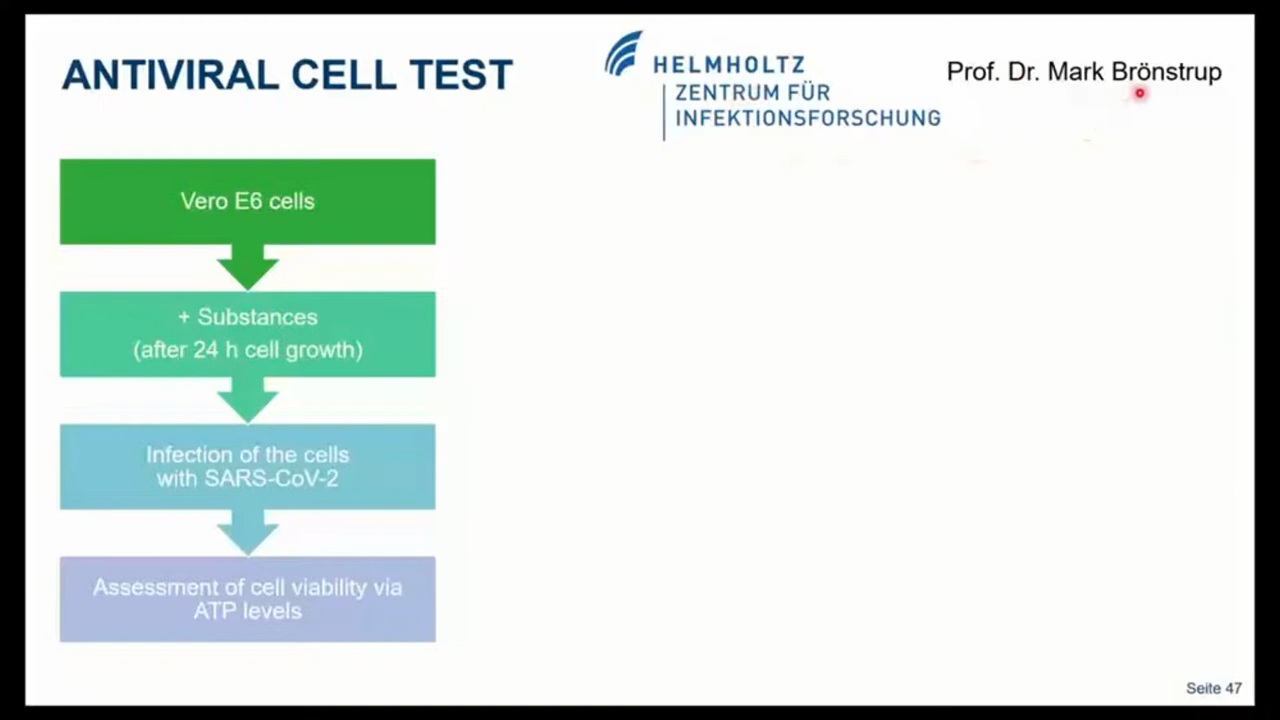 ANTIVIRAL CELL TEST
HELMHOLTZ
ZENTRUM FÜR
INFEKTIONSFORSCHUNG
Prof. Dr. Mark Brönstrup
Vero E6 cells
+ Substances
(after 24 h cell growth)
Infection of the cells
with SARS-CoV-2
Assessment of cell viability via
ATP levels
Seite 47